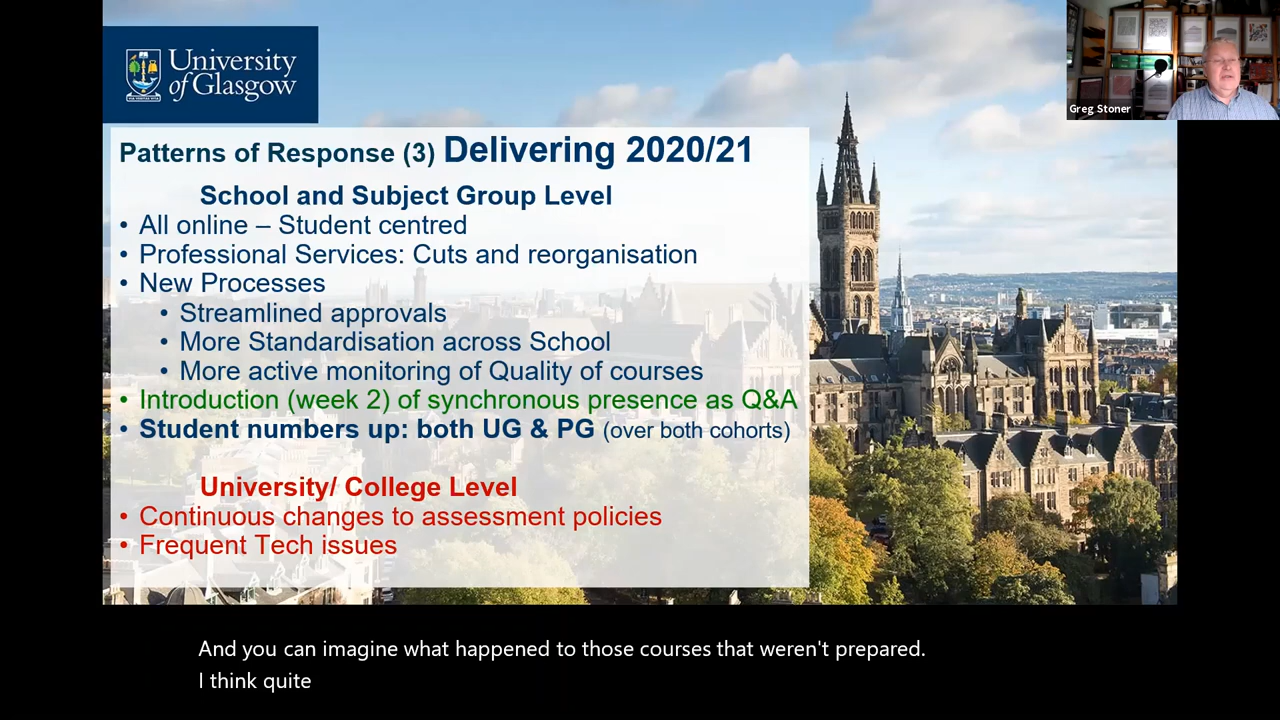 University
of Glasgow
Greg Stoner
Patterns of Response (3) Delivering 2020/21
School and Subject Group Level
• All online – Student centred
• Professional Services: Cuts and reorganisation
• New Processes
• Streamlined approvals
• More Standardisation across School
• More active monitoring of Quality of courses
• Introduction (week 2) of synchronous presence as Q&A
• Student numbers up: both UG & PG (over both cohorts)
University/ College Level
• Continuous changes to assessment policies
• Frequent Tech issues
And you can imagine what happened to those courses that weren't prepared.
I think quite